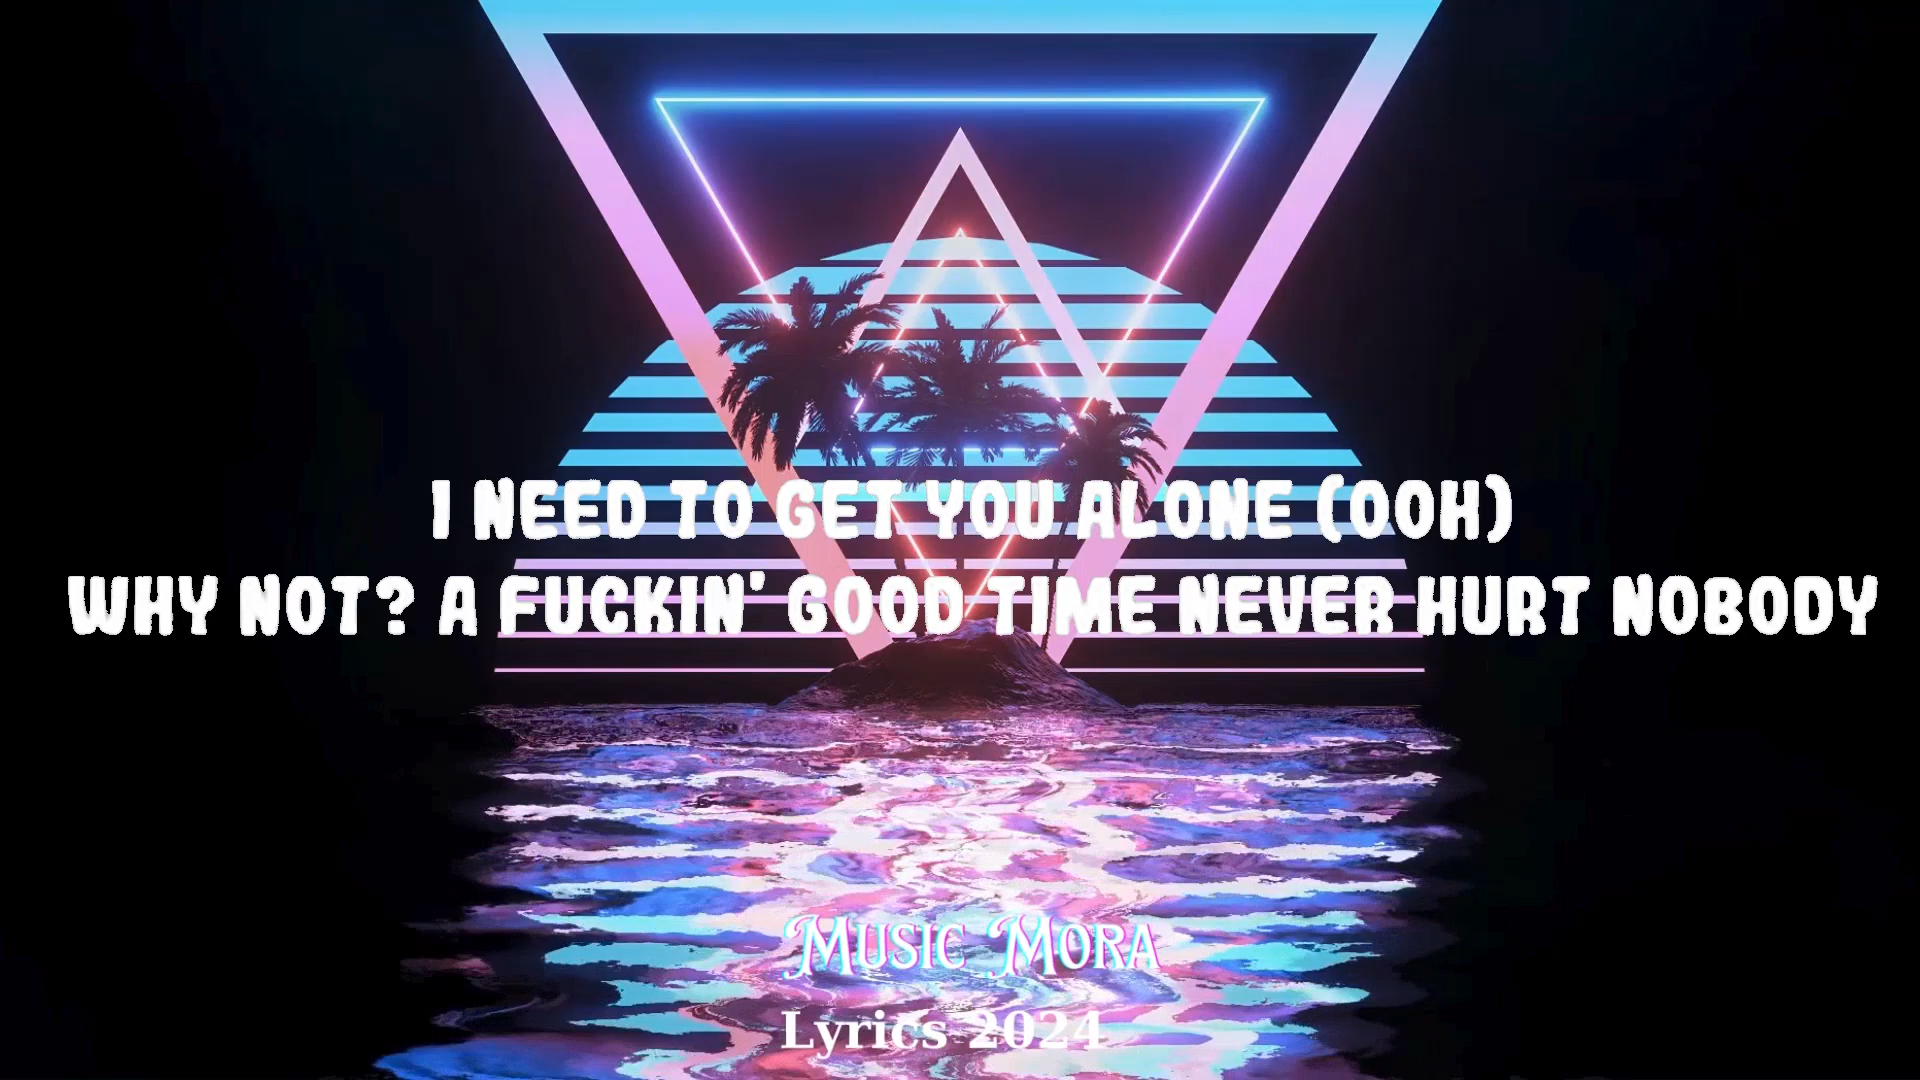 I NEED TO GET YOU ALONE (OOH)
WHY NOT? A FUCKIN' GOOD TIME NEVER HURT NOBODY
MUSIC MORA
Lyrics 2024